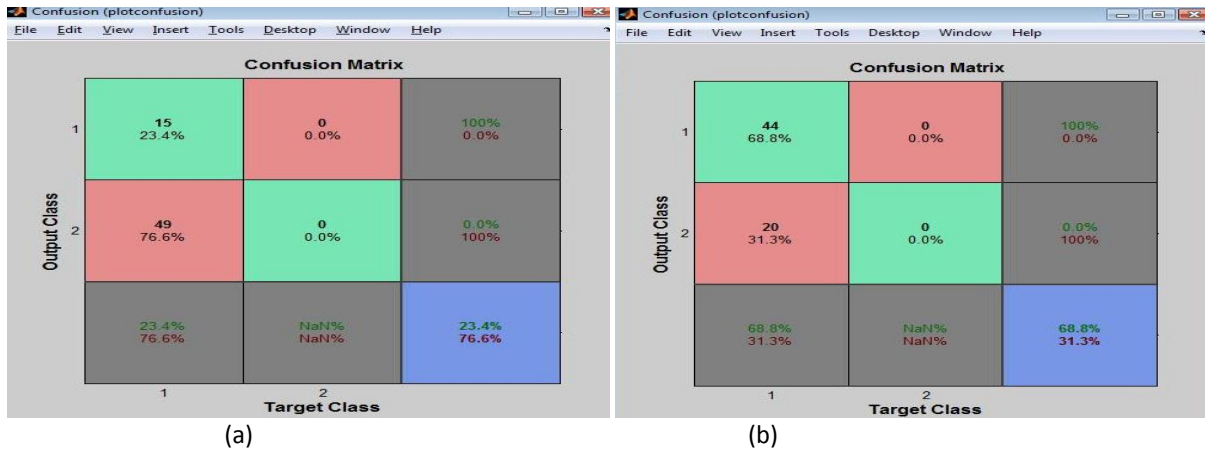 Confusion (plotconfusion)
File Edit View Insert Tools Desktop Window Help
Confusion Matrix
Output Class
1
15
23.4%
0
0.0%
100%
0.0%
2
49
76.6%
0
0.0%
0.0%
100%
23.4%
76.6%
NaN%
NaN%
23.4%
76.6%
1 2
Target Class
(a)
Confusion (plotconfusion)
File Edit View Insert Tools Desktop Window Help
Confusion Matrix
Output Class
1
44
68.8%
0
0.0%
100%
0.0%
2
20
31.3%
0
0.0%
0.0%
100%
68.8%
31.3%
NaN%
NaN%
68.8%
31.3%
1 2
Target Class
(b)